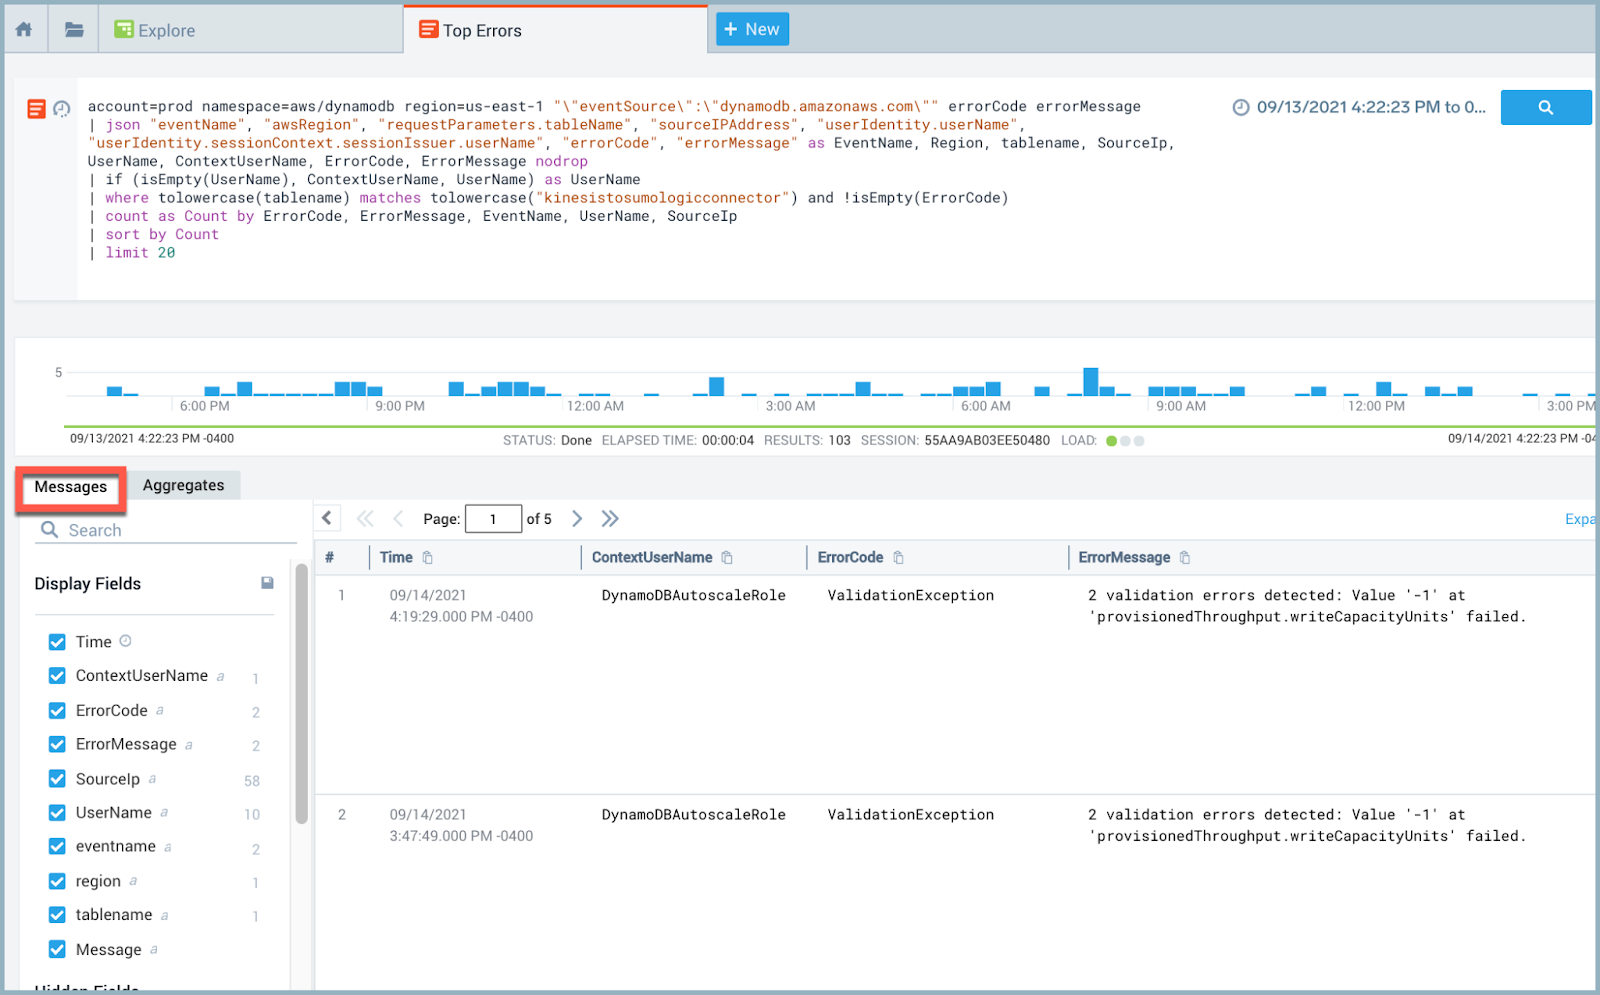 Explore
Top Errors
+ New
account=prod namespace=aws/dynamodb region=us-east-1 "\"eventSource\":\"dynamodb.amazonaws.com\"" errorCode errorMessage
| json "eventName", "awsRegion", "requestParameters.tableName", "sourceIPAddress", "userIdentity.userName",
"userIdentity.sessionContext.sessionIssuer.userName", "errorCode", "errorMessage" as EventName, Region, tablename, SourceIp,
UserName, ContextUserName, ErrorCode, ErrorMessage nodrop
| if (isEmpty(UserName), ContextUserName, UserName) as UserName
| where tolowercase(tablename) matches tolowercase("kinesistosumologicconnector") and !isEmpty(ErrorCode)
| count as Count by ErrorCode, ErrorMessage, EventName, UserName, SourceIp
| sort by Count
| limit 20
09/13/2021 4:22:23 PM to 0...
5
6:00 PM 9:00 PM 12:00 AM 3:00 AM 6:00 AM 9:00 AM 12:00 PM 3:00 PM
09/13/2021 4:22:23 PM -0400
STATUS: Done ELAPSED TIME: 00:00:04 RESULTS: 103 SESSION: 55AA9AB03EE50480 LOAD:
09/14/2021 4:22:23 PM -04
Messages
Aggregates
Search
Page: 1 of 5
Expa
Display Fields
Time
ContextUserName a 1
ErrorCode a 2
ErrorMessage a 2
SourceIp a 58
UserName a 10
eventname a 2
region a 1
tablename a 1
Message a
Hidden Fields
# Time ContextUserName ErrorCode ErrorMessage
1 09/14/2021 DynamoDBAutoscaleRole ValidationException 2 validation errors detected: Value '-1' at
4:19:29.000 PM -0400 'provisionedThroughput.writeCapacityUnits' failed.
2 09/14/2021 DynamoDBAutoscaleRole ValidationException 2 validation errors detected: Value '-1' at
3:47:49.000 PM -0400 'provisionedThroughput.writeCapacityUnits' failed.